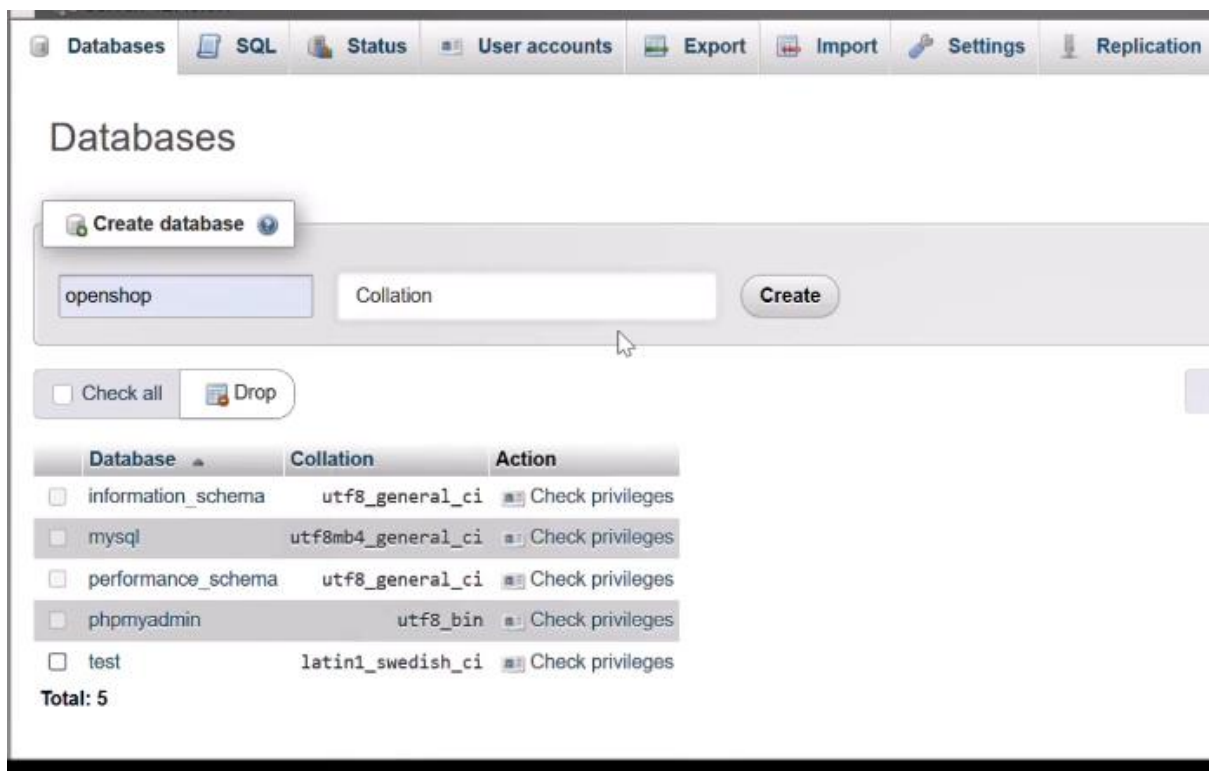 Databases SQL Status User accounts Export Import Settings Replication
Databases
Create database
openshop Collation Create
Check all Drop
Database Collation Action
information_schema utf8_general_ci Check privileges
mysql utf8mb4_general_ci Check privileges
performance_schema utf8_general_ci Check privileges
phpmyadmin utf8_bin Check privileges
test latin1_swedish_ci Check privileges
Total: 5